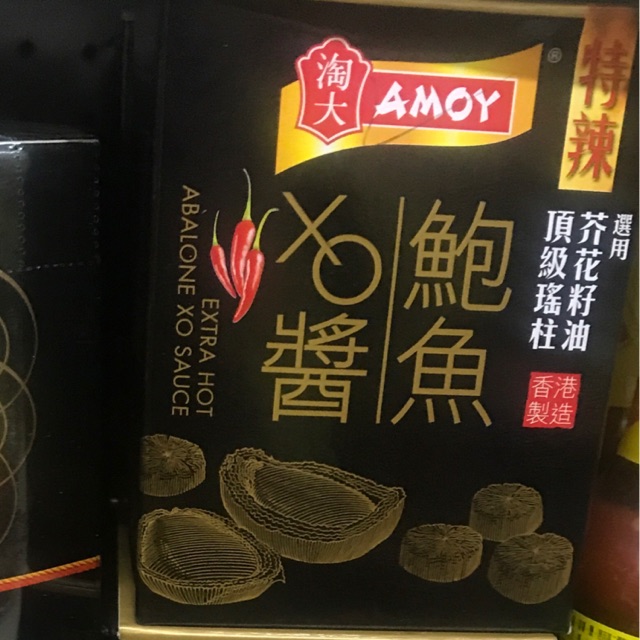 淘大
AMOY
®
特辣
鮑魚
XO醬
EXTRA HOT
ABALONE XO SAUCE
選用
芥花籽油
頂級瑤柱
香港
製造